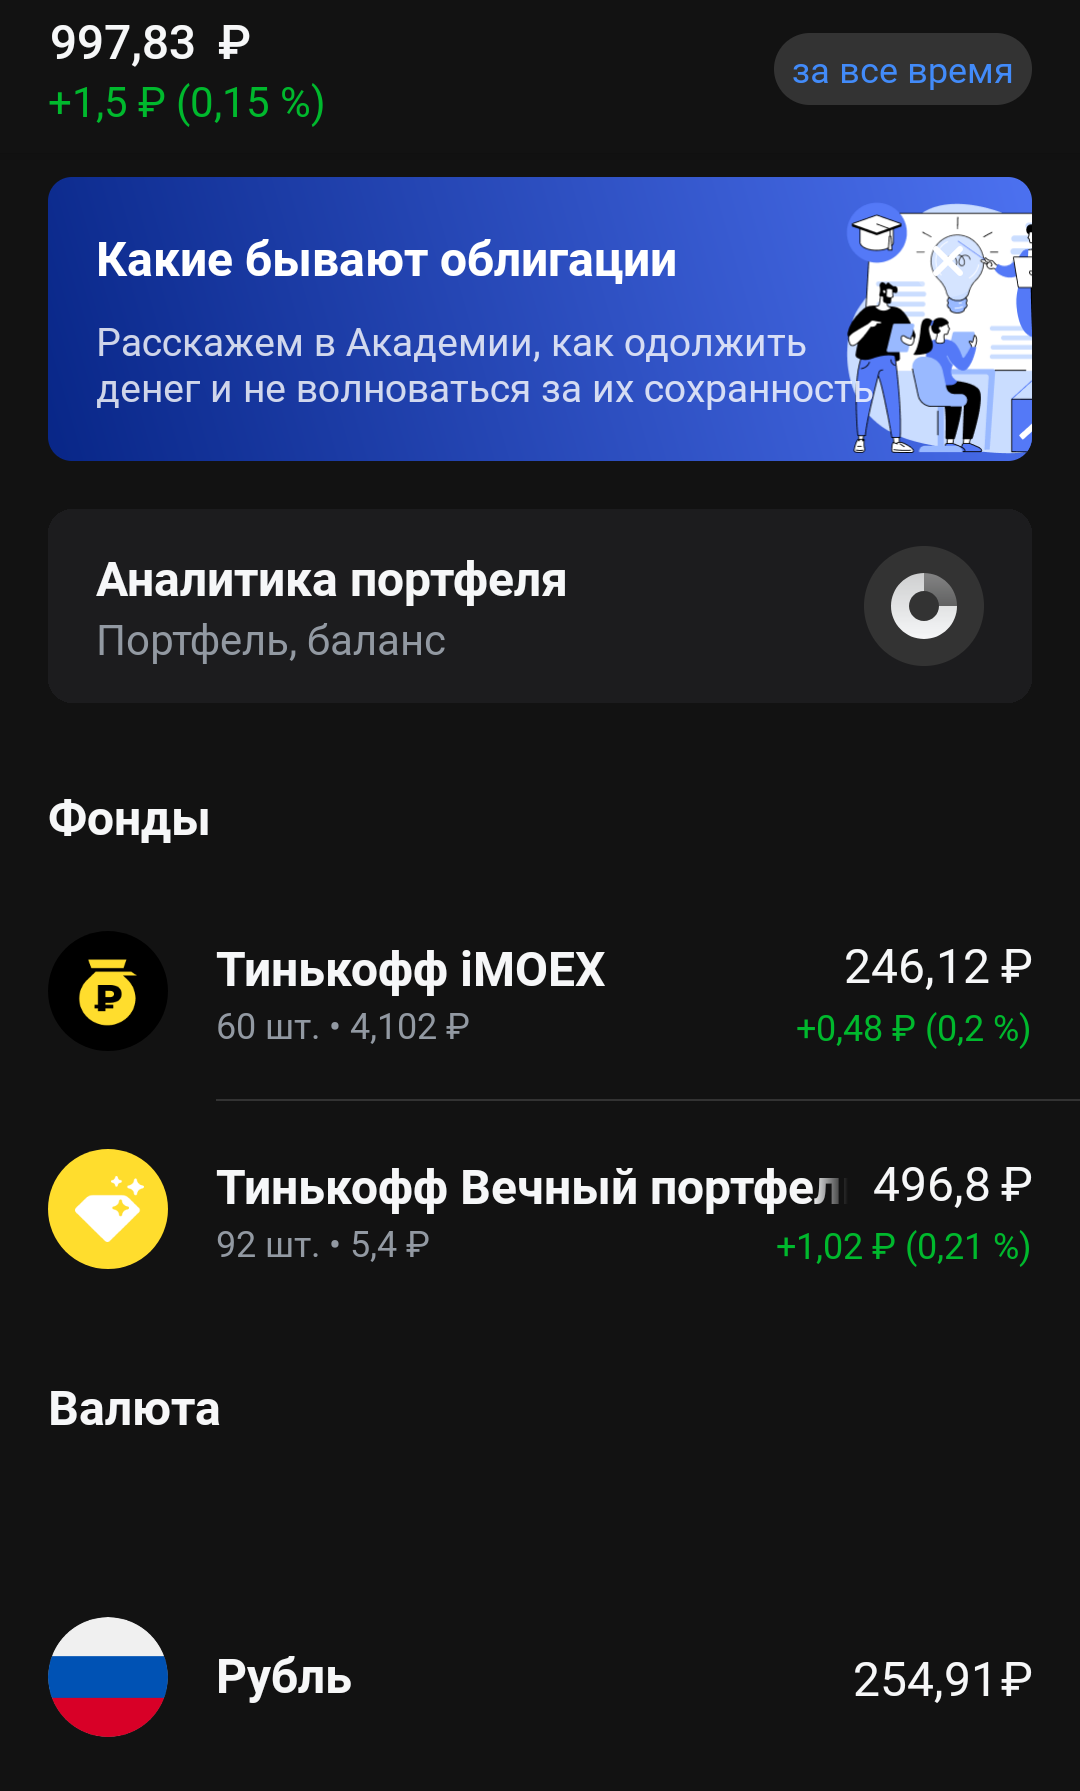 997,83 ₽
за все время
+1,5 ₽ (0,15 %)
Какие бывают облигации
Расскажем в Академии, как одолжить
денег и не волноваться за их сохранность
Аналитика портфеля
Портфель, баланс
Фонды
Тинькофф iMOEX
246,12 ₽
60 шт. • 4,102 ₽
+0,48 ₽ (0,2 %)
Тинькофф Вечный портфел
496,8 ₽
92 шт. • 5,4 ₽
+1,02 ₽ (0,21 %)
Валюта
Рубль
254,91 ₽